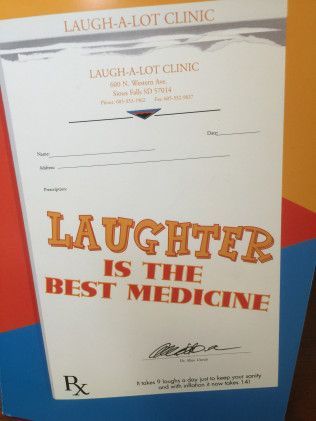 LAUGH-A-LOT CLINIC
LAUGH-A-LOT CLINIC
600 N. Western Ave.
Sioux Falls SD 57014
Date:
Name:
Address:
Prescription:
LAUGHTER
IS THE
BEST MEDICINE
Rx
It takes 9 laughs a day just to keep your sanity
and with inflation it now takes 14!